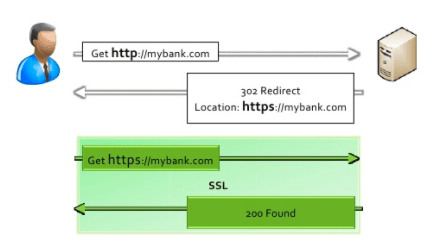 Get http://mybank.com
302 Redirect
Location: https://mybank.com
Get https://mybank.com
SSL
200 Found